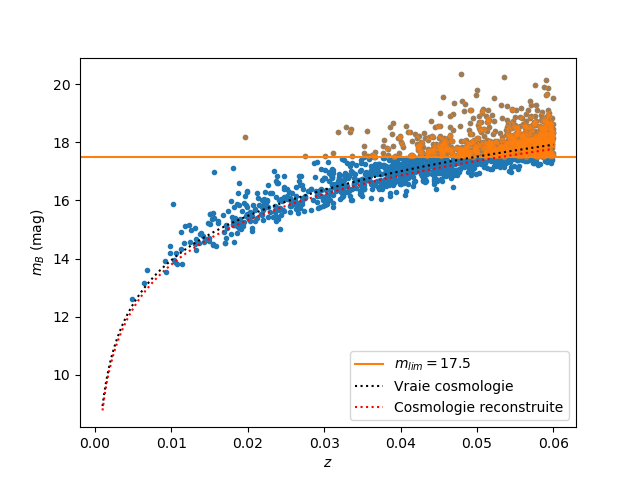 20
18
16
14
12
10
m_B (mag)
m_lim = 17.5
Vraie cosmologie
Cosmologie reconstruite
0.00 0.01 0.02 0.03 0.04 0.05 0.06
z